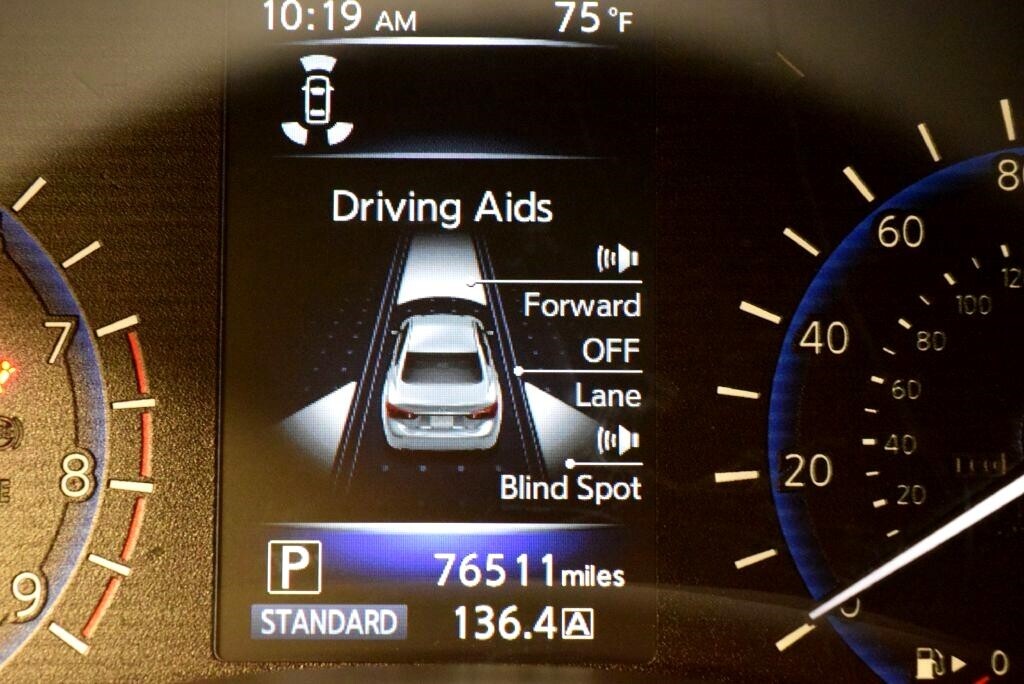 10:19 AM 75°F
Driving Aids
Forward
OFF
Lane
Blind Spot
P 76511 miles
STANDARD 136.4 A
7
8
9
80
60
40
20
0
100
80
60
40
20
0